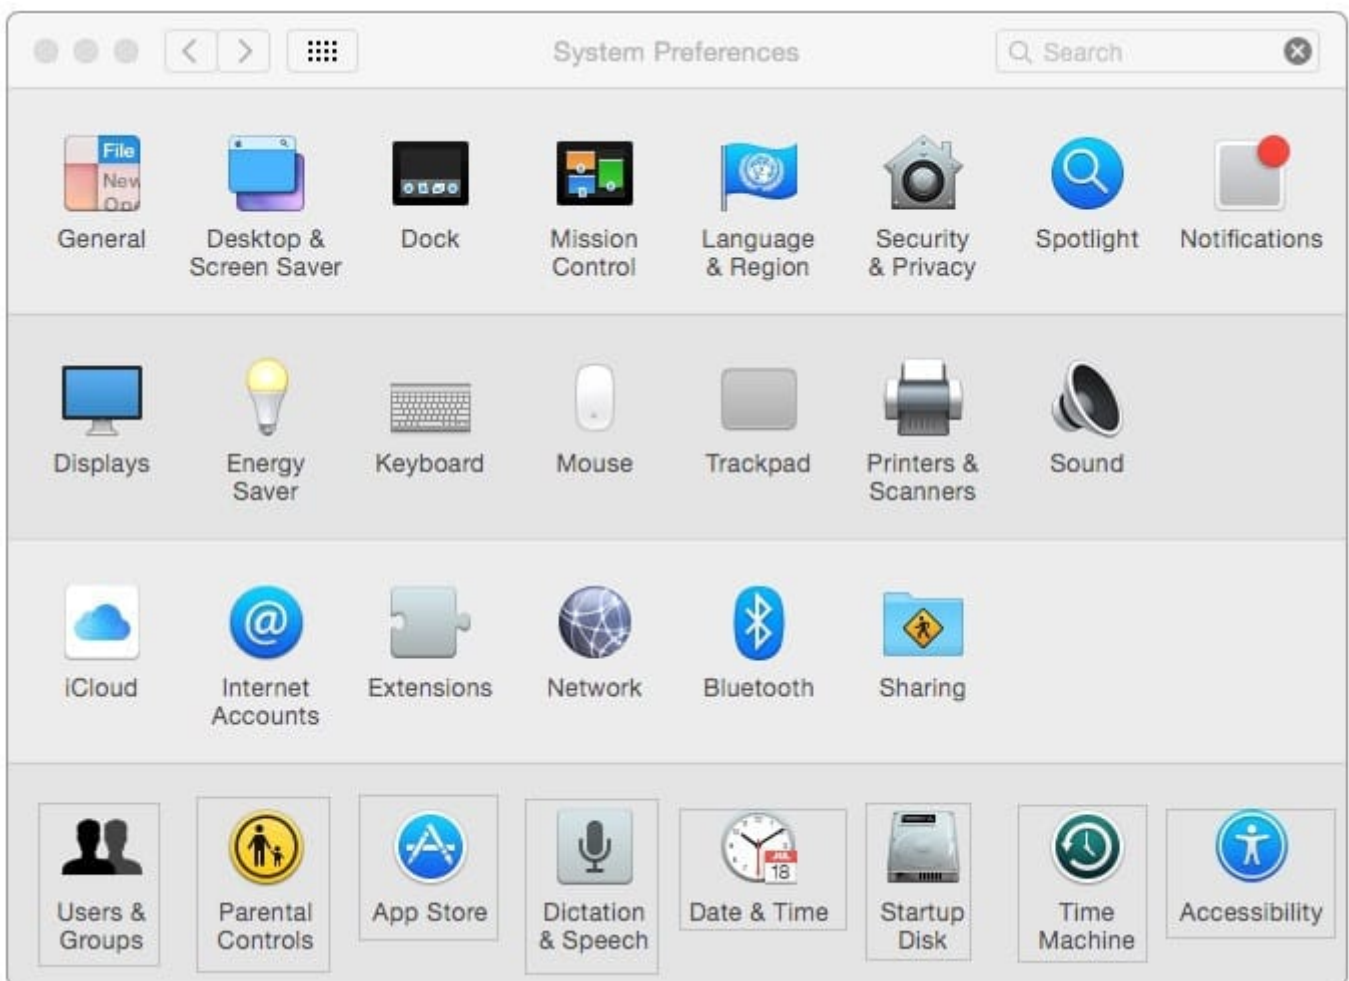 System Preferences
Search
File
New
General
Desktop &
Screen Saver
Dock
Mission
Control
Language
& Region
Security
& Privacy
Spotlight
Notifications
Displays
Energy
Saver
Keyboard
Mouse
Trackpad
Printers &
Scanners
Sound
iCloud
@
Internet
Accounts
Extensions
Network
Bluetooth
Sharing
Users &
Groups
Parental
Controls
App Store
Dictation
& Speech
JUL
18
Date & Time
Startup
Disk
Time
Machine
Accessibility